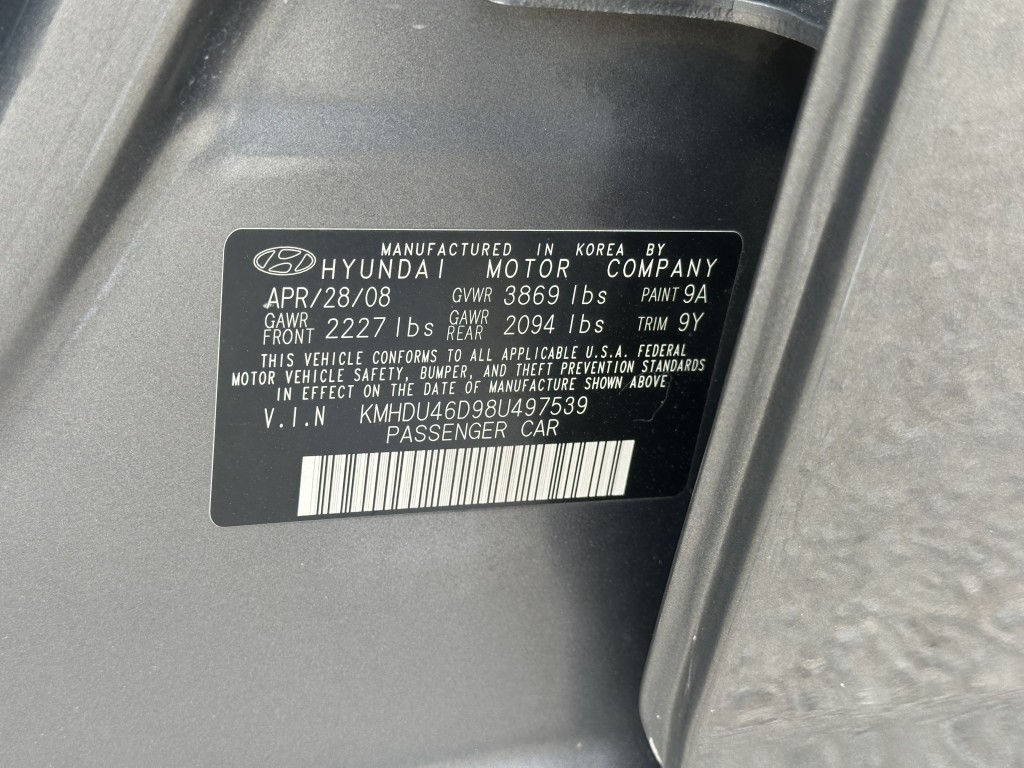 MANUFACTURED IN KOREA BY
HYUNDAI MOTOR COMPANY
APR/28/08 GVWR 3869 lbs PAINT 9A
GAWR FRONT 2227 lbs GAWR REAR 2094 lbs TRIM 9Y
THIS VEHICLE CONFORMS TO ALL APPLICABLE U.S.A. FEDERAL
MOTOR VEHICLE SAFETY, BUMPER, AND THEFT PREVENTION STANDARDS
IN EFFECT ON THE DATE OF MANUFACTURE SHOWN ABOVE
V.I.N KMHDU46D98U497539
PASSENGER CAR